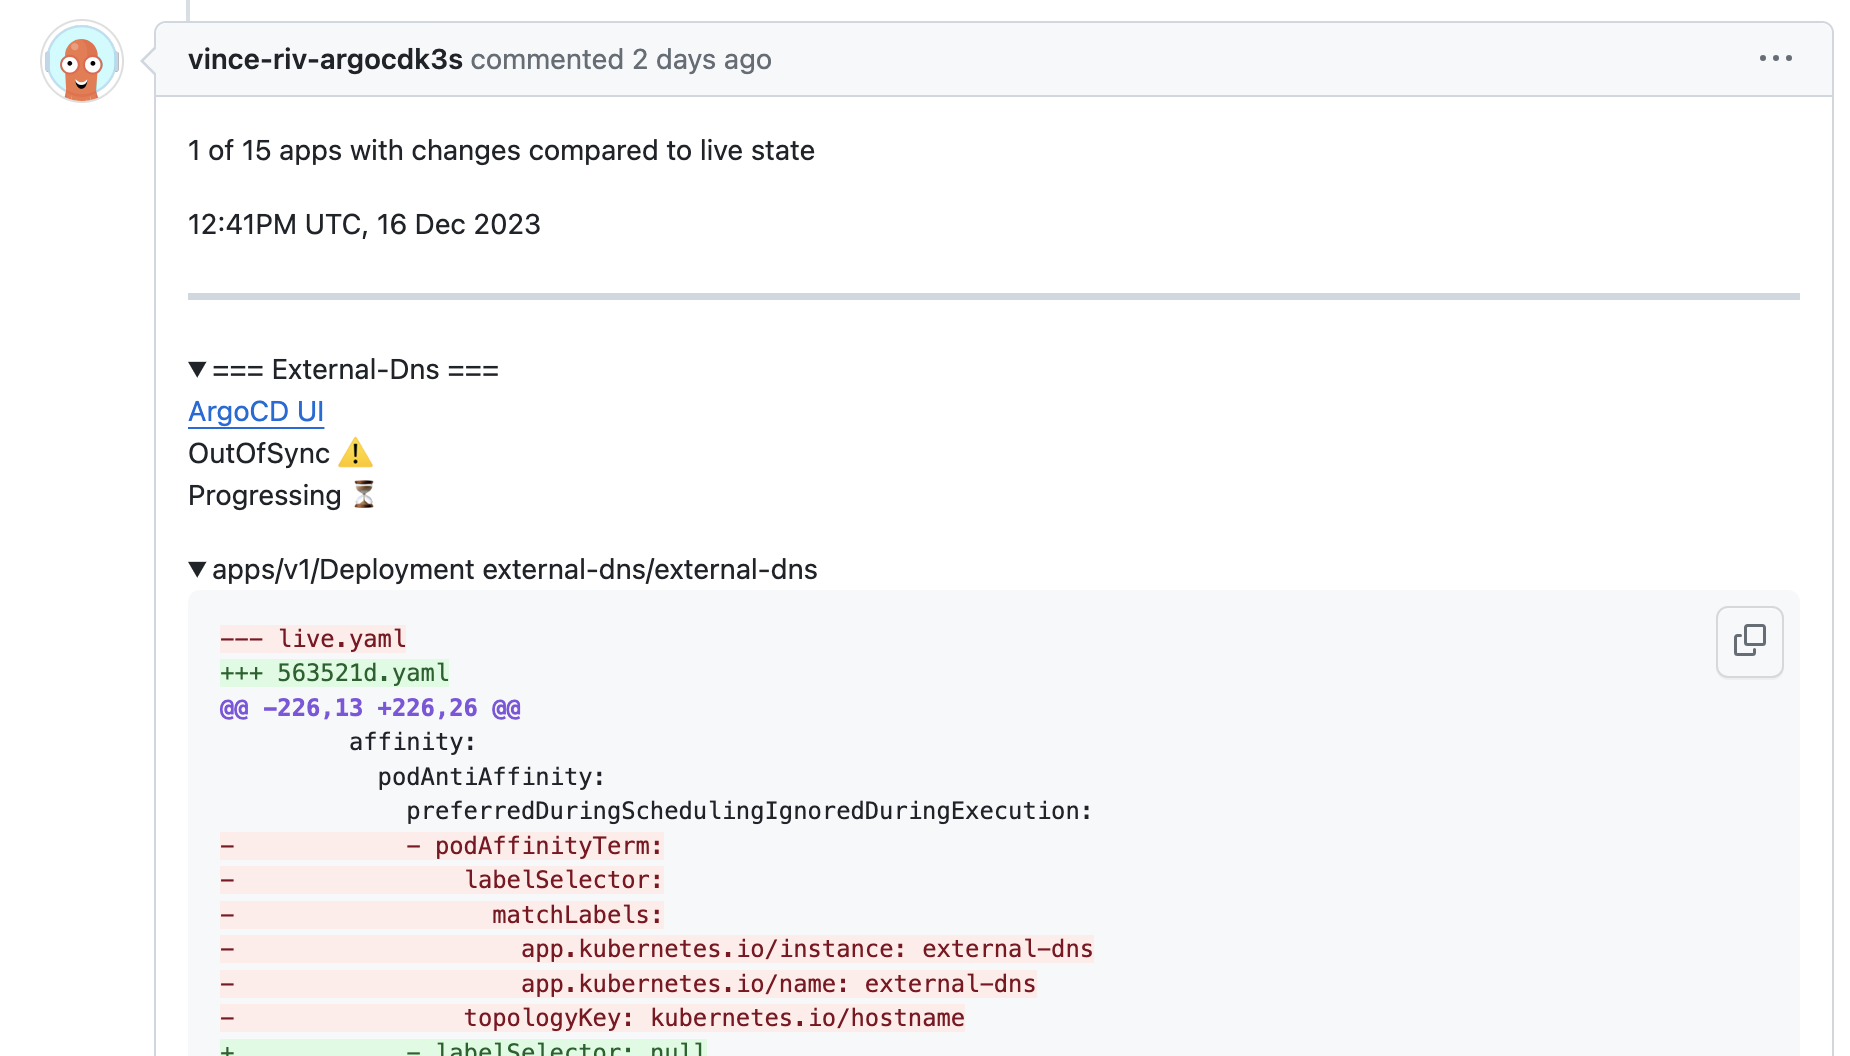 vince-riv-argocdk3s commented 2 days ago
1 of 15 apps with changes compared to live state
12:41PM UTC, 16 Dec 2023
▼ === External-Dns ===
ArgoCD UI
OutOfSync ⚠️
Progressing ⏳
▼ apps/v1/Deployment external-dns/external-dns
--- live.yaml
+++ 563521d.yaml
@@ -226,13 +226,26 @@
         affinity:
           podAntiAffinity:
             preferredDuringSchedulingIgnoredDuringExecution:
-            - podAffinityTerm:
-                labelSelector:
-                  matchLabels:
-                    app.kubernetes.io/instance: external-dns
-                    app.kubernetes.io/name: external-dns
-                topologyKey: kubernetes.io/hostname
+            - labelSelector: null